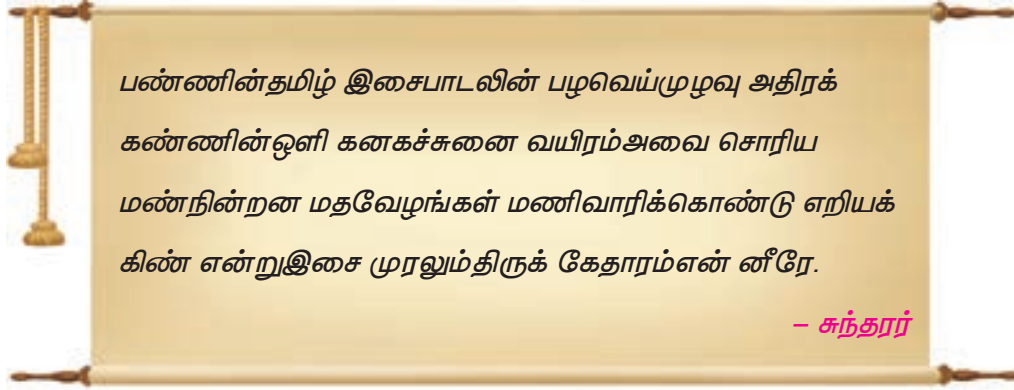 பண்ணின்தமிழ் இசைபாடலின் பழவெய்முழவு அதிரக்
கண்ணின்ஒளி கனகச்சுனை வயிரம்அவை சொரிய
மண்நின்றன மதவேழங்கள் மணிவாரிக்கொண்டு எறியக்
கிண் என்றுஇசை முரலும்திருக் கேதாரம்என் னீரே.
– சுந்தரர்